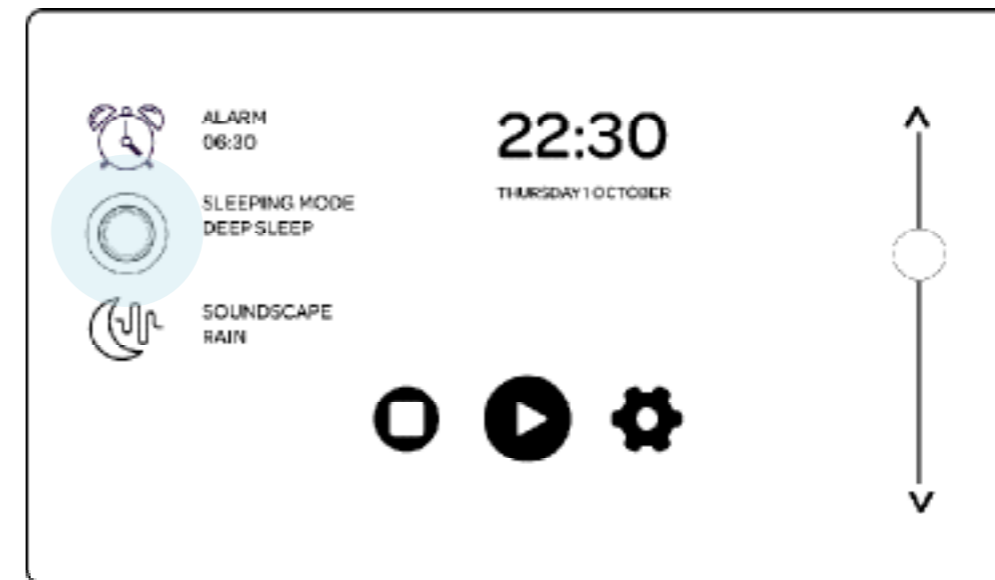 ALARM
06:30
22:30
THURSDAY 1 OCTOBER
SLEEPING MODE
DEEP SLEEP
SOUNDSCAPE
RAIN